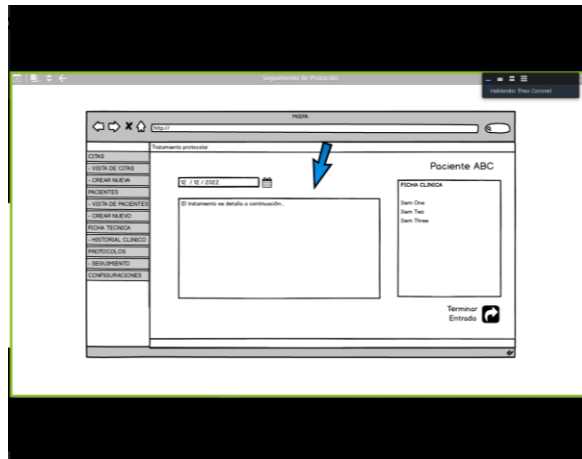 Seguimiento de Protocolo
Hablando: Theo Coronel
MISPA
http://
Tratamiento protocolar
CITAS
- VISTA DE CITAS
- CREAR NUEVA
PACIENTES
- VISTA DE PACIENTES
- CREAR NUEVO
FICHA TECNICA
- HISTORIAL CLINICO
PROTOCOLOS
- SEGUIMIENTO
CONFIGURACIONES
12 / 12 / 2022
El tratamiento se detalla a continuación..
Paciente ABC
FICHA CLINICA
Item One
Item Two
Item Three
Terminar
Entrada